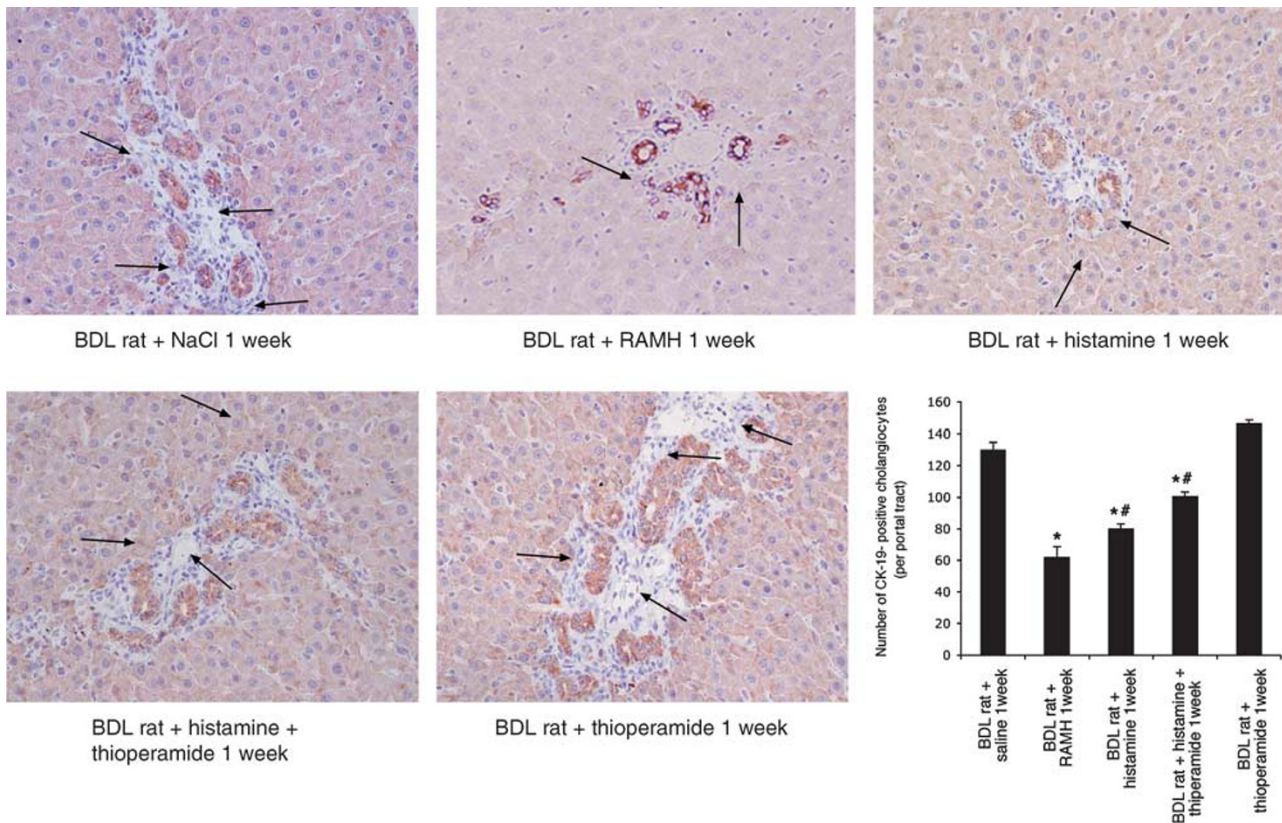 BDL rat + NaCl 1 week
BDL rat + RAMH 1 week
BDL rat + histamine 1 week
BDL rat + histamine +
thioperamide 1 week
BDL rat + thioperamide 1 week
Number of CK-19- positive cholangiocytes
(per portal tract)
160
140
120
100
80
60
40
20
0
*
*#
*#
BDL rat +
saline 1week
BDL rat +
RAMH 1week
BDL rat +
histamine 1week
BDL rat + histamine +
thiperamide 1week
BDL rat +
thioperamide 1week